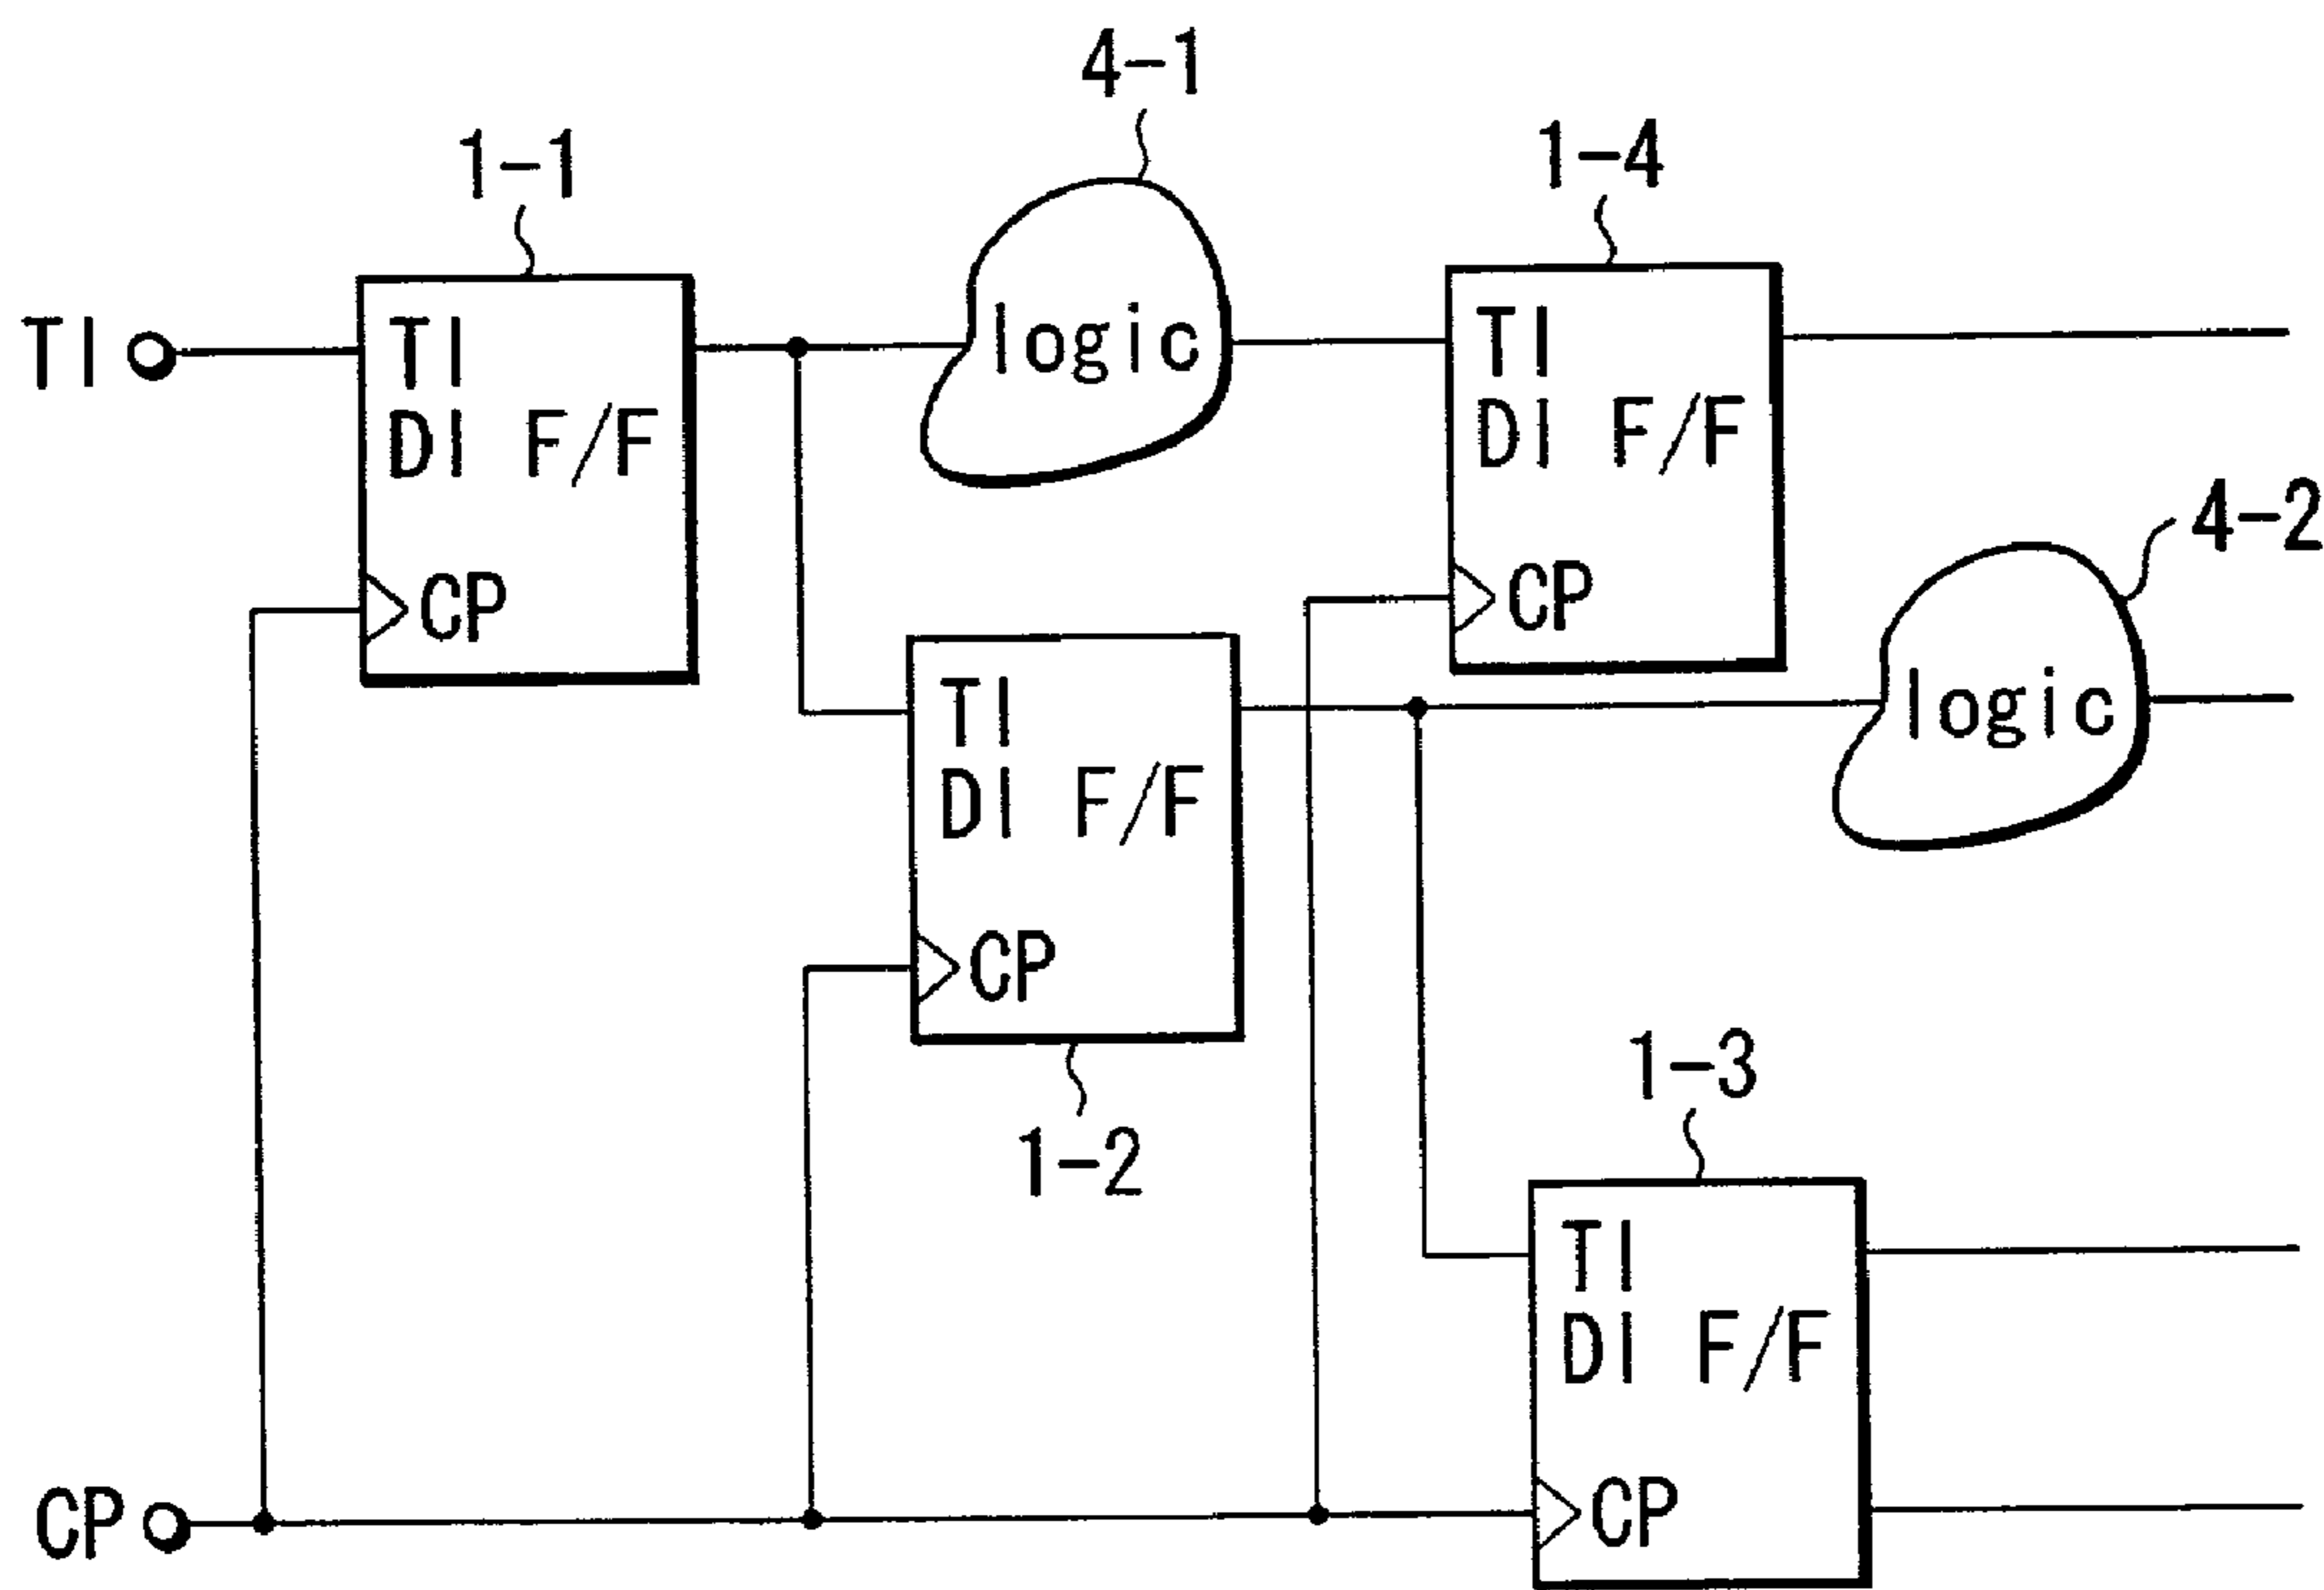 4-1
1-1
1-4
TI
TI
DI F/F
CP
logic
TI
DI F/F
CP
4-2
logic
TI
DI F/F
CP
1-2
1-3
TI
DI F/F
CP
CP